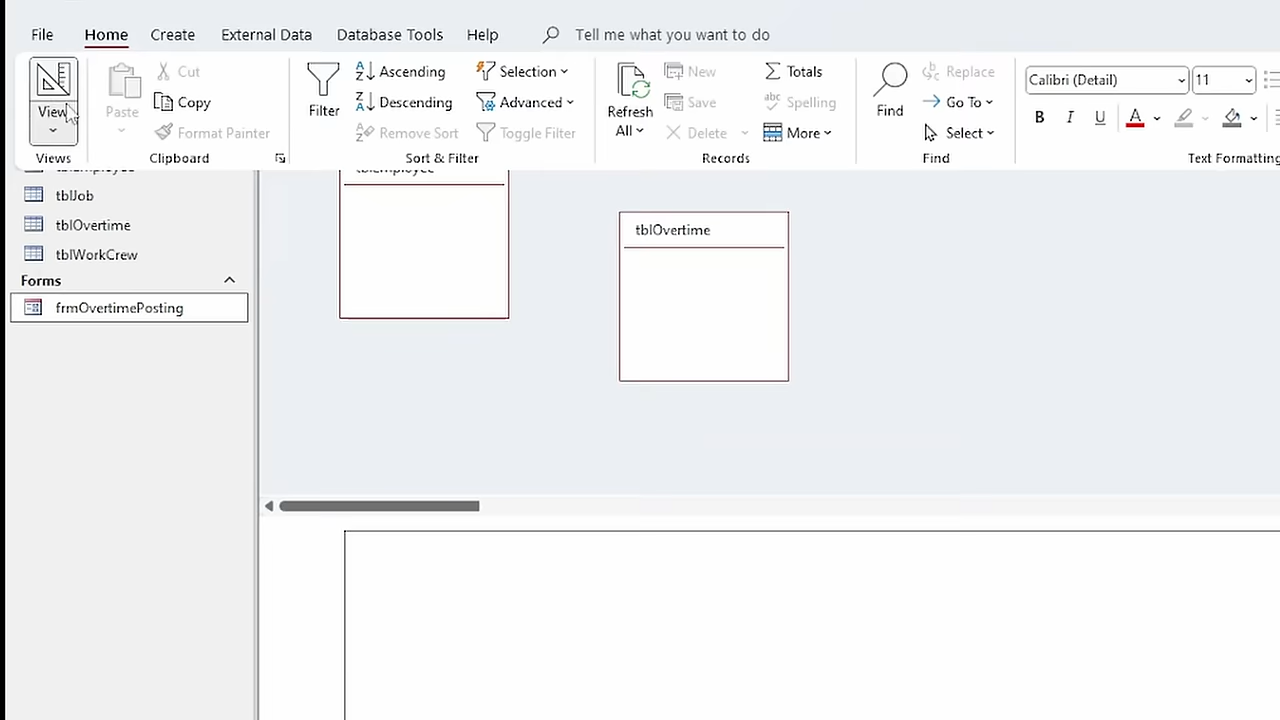 File Home Create External Data Database Tools Help Tell me what you want to do
View Paste Cut Copy Format Painter Filter Ascending Descending Remove Sort Selection Advanced Toggle Filter Refresh All New Save Delete Totals Spelling More Find Replace Go To Select Calibri (Detail) 11 B I U A
Views Clipboard Sort & Filter Records Find Text Formatting
tblEmployee
tblJob
tblOvertime
tblWorkCrew
Forms
frmOvertimePosting
tblEmployee
tblOvertime